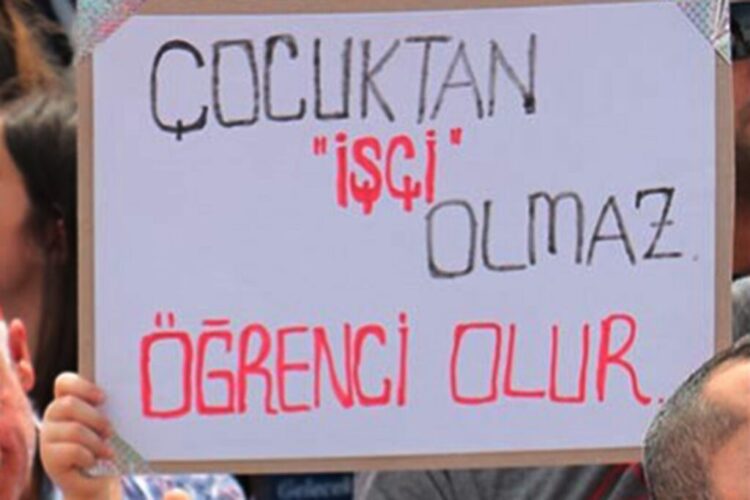 ÇOCUKTAN
"İŞÇİ"
OLMAZ.
ÖĞRENCİ OLUR.